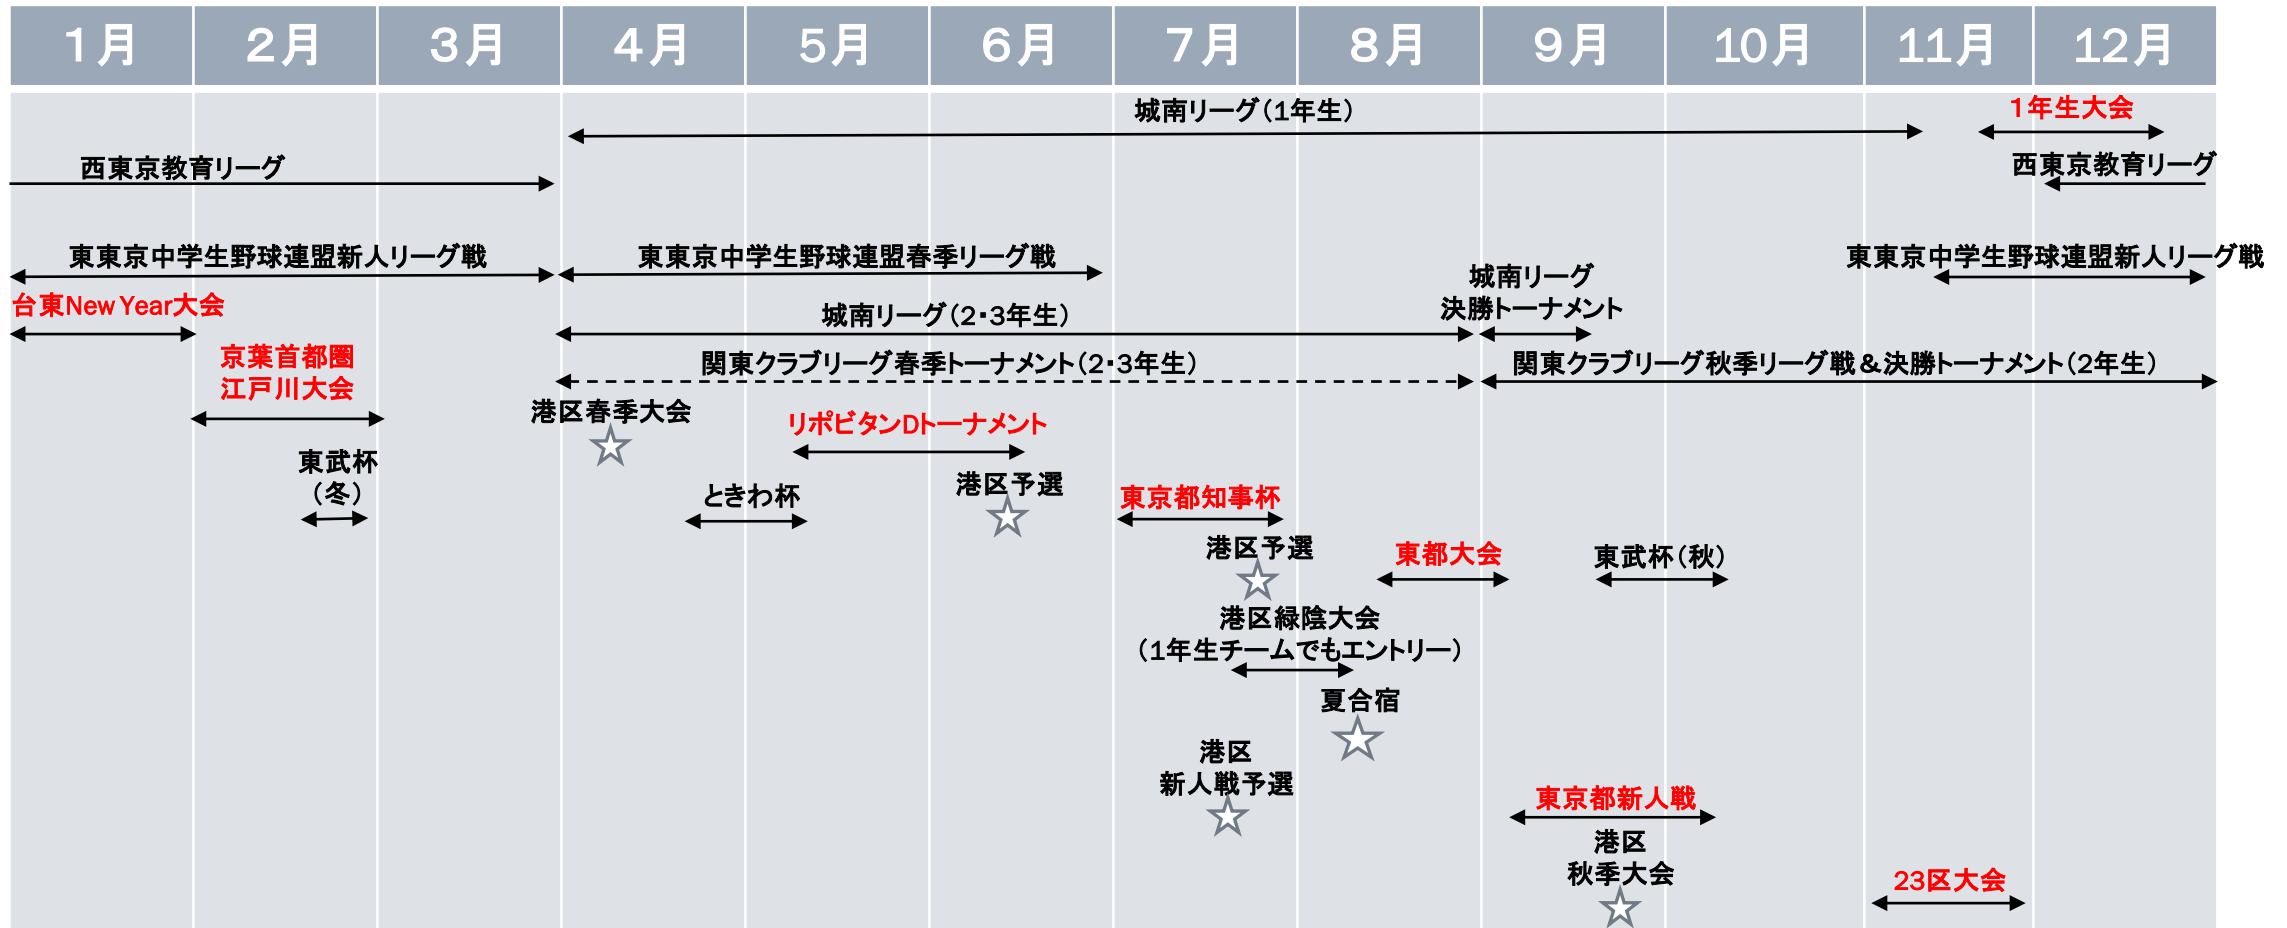 1月 2月 3月 4月 5月 6月 7月 8月 9月 10月 11月 12月
城南リーグ(1年生)
1年生大会
西東京教育リーグ
西東京教育リーグ
東東京中学生野球連盟新人リーグ戦
東東京中学生野球連盟春季リーグ戦
東東京中学生野球連盟新人リーグ戦
城南リーグ
決勝トーナメント
台東New Year大会
城南リーグ(2・3年生)
京葉首都圏
江戸川大会
関東クラブリーグ春季トーナメント(2・3年生)
関東クラブリーグ秋季リーグ戦&決勝トーナメント(2年生)
港区春季大会
リポビタンDトーナメント
東武杯
(冬)
ときわ杯
港区予選
東京都知事杯
港区予選
東都大会
東武杯(秋)
港区緑陰大会
(1年生チームでもエントリー)
夏合宿
港区
新人戦予選
東京都新人戦
港区
秋季大会
23区大会